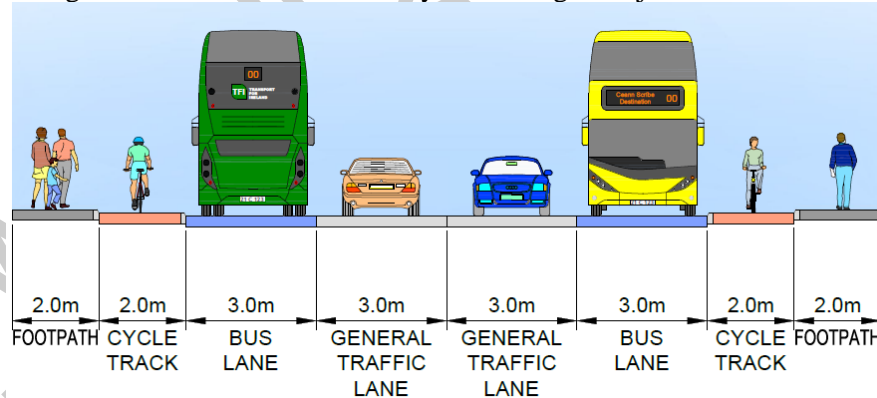 00
TFI
TRANSPORT
FOR
IRELAND
Ceann Scríbe
Destination
00
2.0m
2.0m
3.0m
3.0m
3.0m
3.0m
2.0m
2.0m
FOOTPATH
CYCLE
TRACK
BUS
LANE
GENERAL
TRAFFIC
LANE
GENERAL
TRAFFIC
LANE
BUS
LANE
CYCLE
TRACK
FOOTPATH